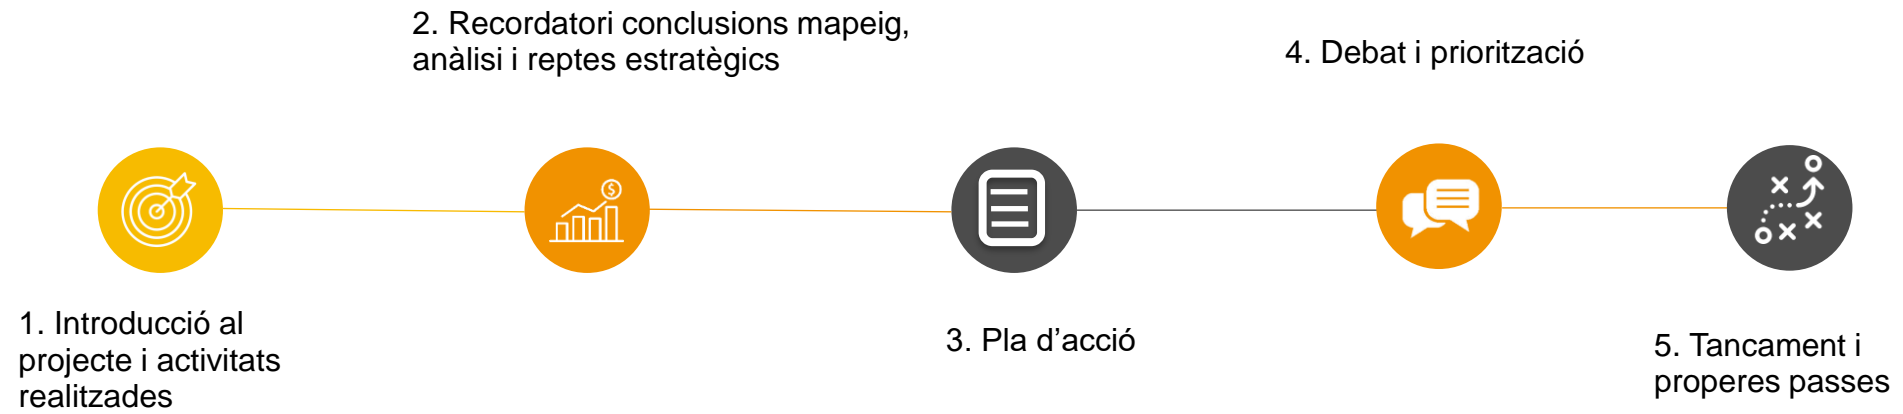 1. Introducció al
projecte i activitats
realitzades
2. Recordatori conclusions mapeig,
anàlisi i reptes estratègics
$
3. Pla d’acció
4. Debat i priorització
5. Tancament i
properes passes